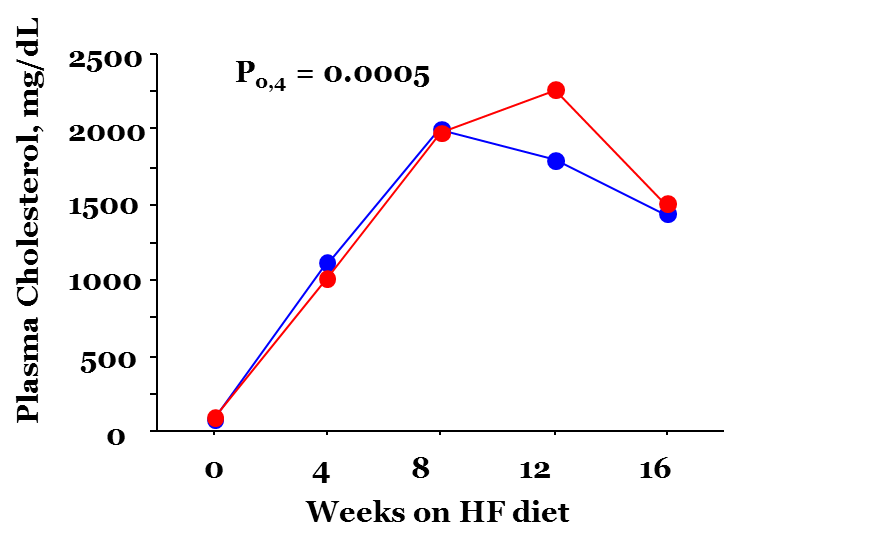 Plasma Cholesterol, mg/dL
2500
2000
1500
1000
500
0
P0,4 = 0.0005
0 4 8 12 16
Weeks on HF diet